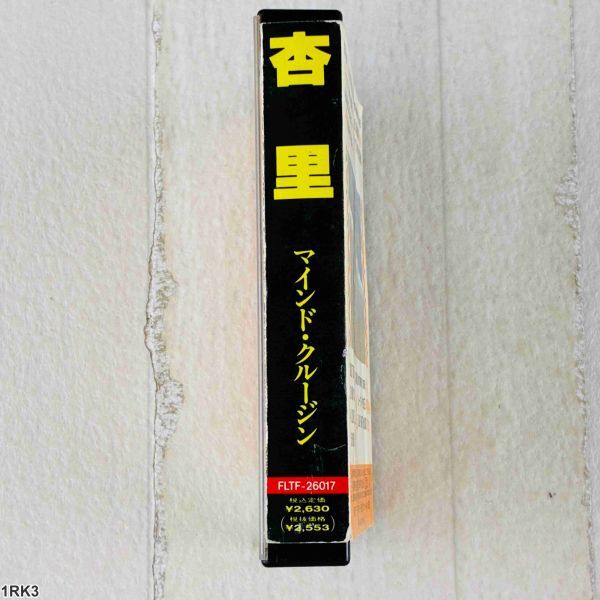 杏里
マインド・クルージン
FLTF-26017
税込定価
¥2,630
(税抜価格
¥2,553)
1RK3